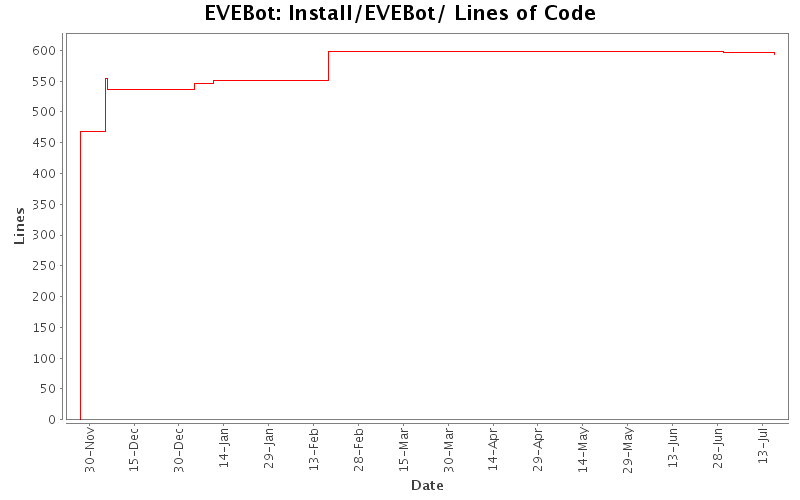 EVEBot: Install/EVEBot/ Lines of Code
600
550
500
450
400
350
300
250
200
150
100
50
0
Lines
30-Nov
15-Dec
30-Dec
14-Jan
29-Jan
13-Feb
28-Feb
15-Mar
30-Mar
14-Apr
29-Apr
14-May
29-May
13-Jun
28-Jun
13-Jul
Date